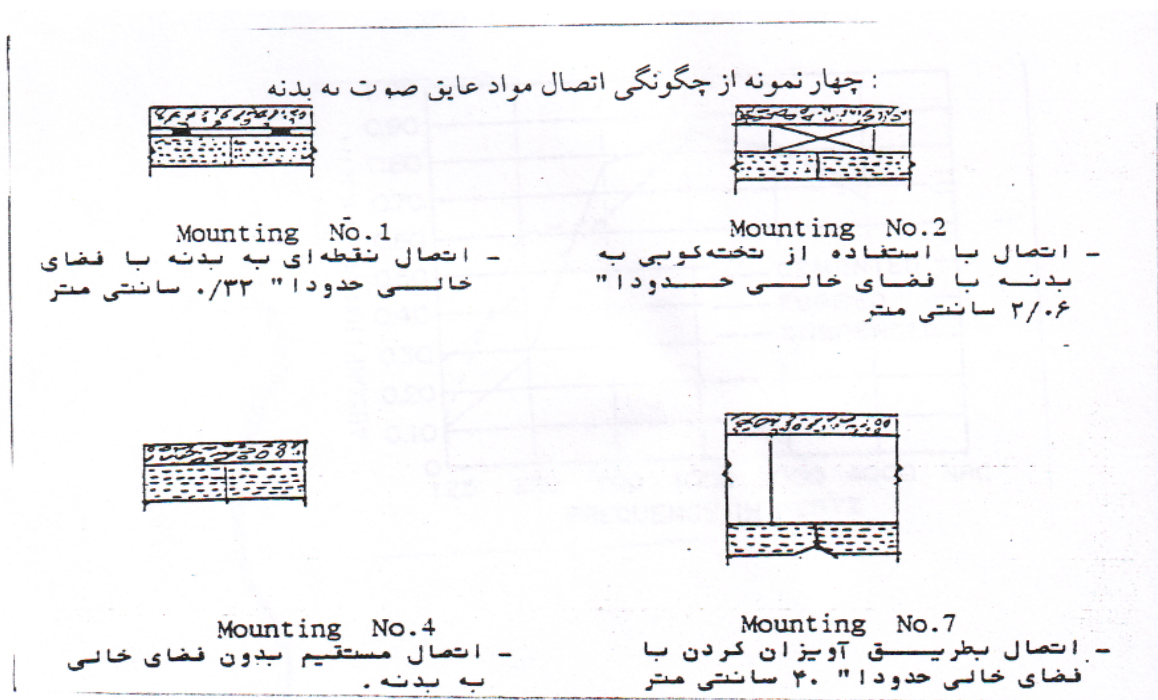 چهار نمونه از چگونگی اتصال مواد عایق صوت به بدنه :
Mounting No.1
- اتصال نقطه‌ای به بدنه با فضای
خالی حدودا" ۰/۳۲ سانتی متر
Mounting No.2
- اتصال با استفاده از تخته‌کوبی به
بدنه با فضای خالی حدودا"
۲/۰۶ سانتی متر
Mounting No.4
- اتصال مستقیم بدون فضای خالی
به بدنه.
Mounting No.7
- اتصال بطریق آویزان کردن با
فضای خالی حدودا" ۴۰ سانتی متر